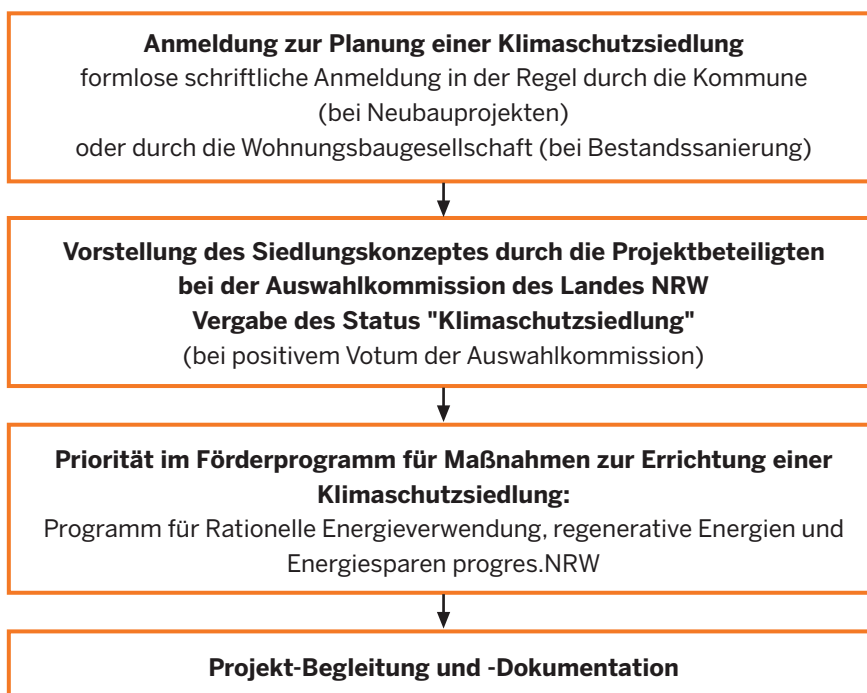 Anmeldung zur Planung einer Klimaschutzsiedlung
formlose schriftliche Anmeldung in der Regel durch die Kommune
(bei Neubauprojekten)
oder durch die Wohnungsbaugesellschaft (bei Bestandssanierung)
Vorstellung des Siedlungskonzeptes durch die Projektbeteiligten
bei der Auswahlkommission des Landes NRW
Vergabe des Status "Klimaschutzsiedlung"
(bei positivem Votum der Auswahlkommission)
Priorität im Förderprogramm für Maßnahmen zur Errichtung einer
Klimaschutzsiedlung:
Programm für Rationelle Energieverwendung, regenerative Energien und
Energiesparen progres.NRW
Projekt-Begleitung und -Dokumentation